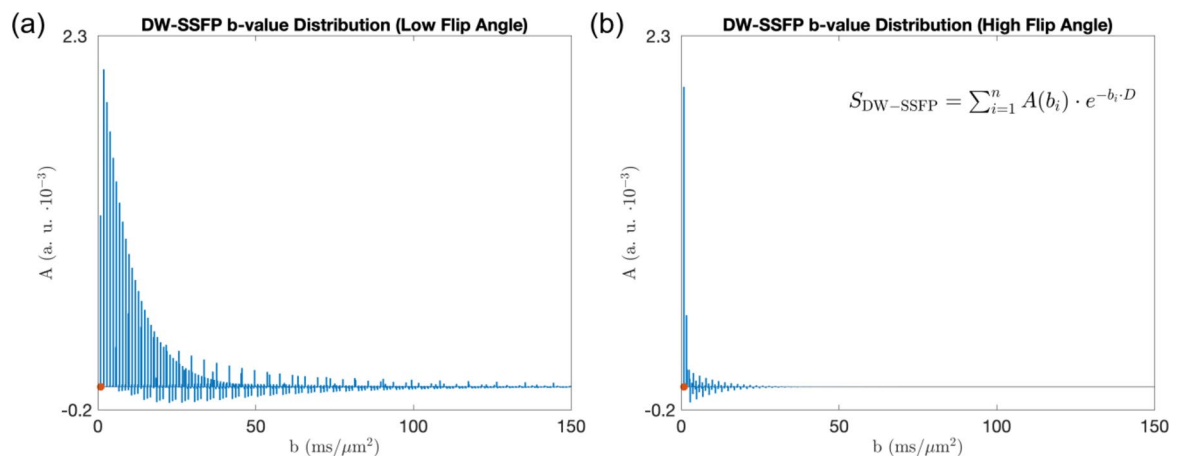 (a)
DW-SSFP b-value Distribution (Low Flip Angle)
2.3
A (a. u. ·10⁻³)
-0.2
0
50
100
150
b (ms/μm²)
(b)
DW-SSFP b-value Distribution (High Flip Angle)
2.3
S_DW−SSFP = ∑ⁿᵢ₌₁ A(bᵢ) · e^(−bᵢ·D)
A (a. u. ·10⁻³)
-0.2
0
50
100
150
b (ms/μm²)